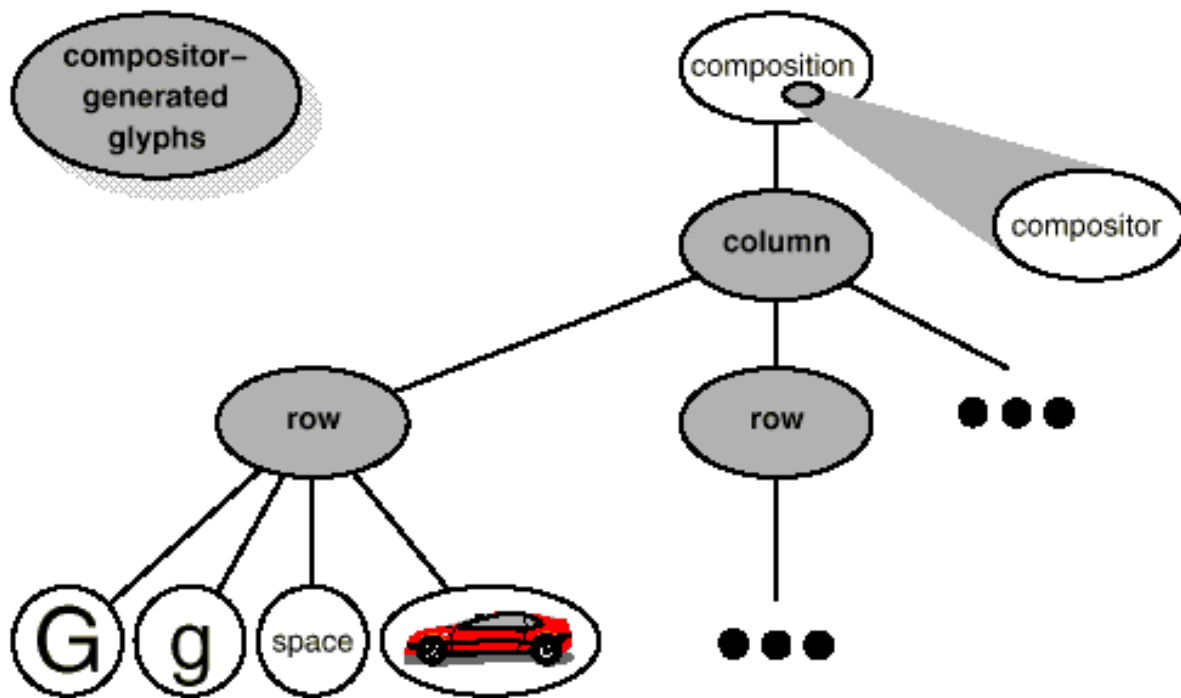 compositor–
generated
glyphs
composition
compositor
column
row
row
G
g
space